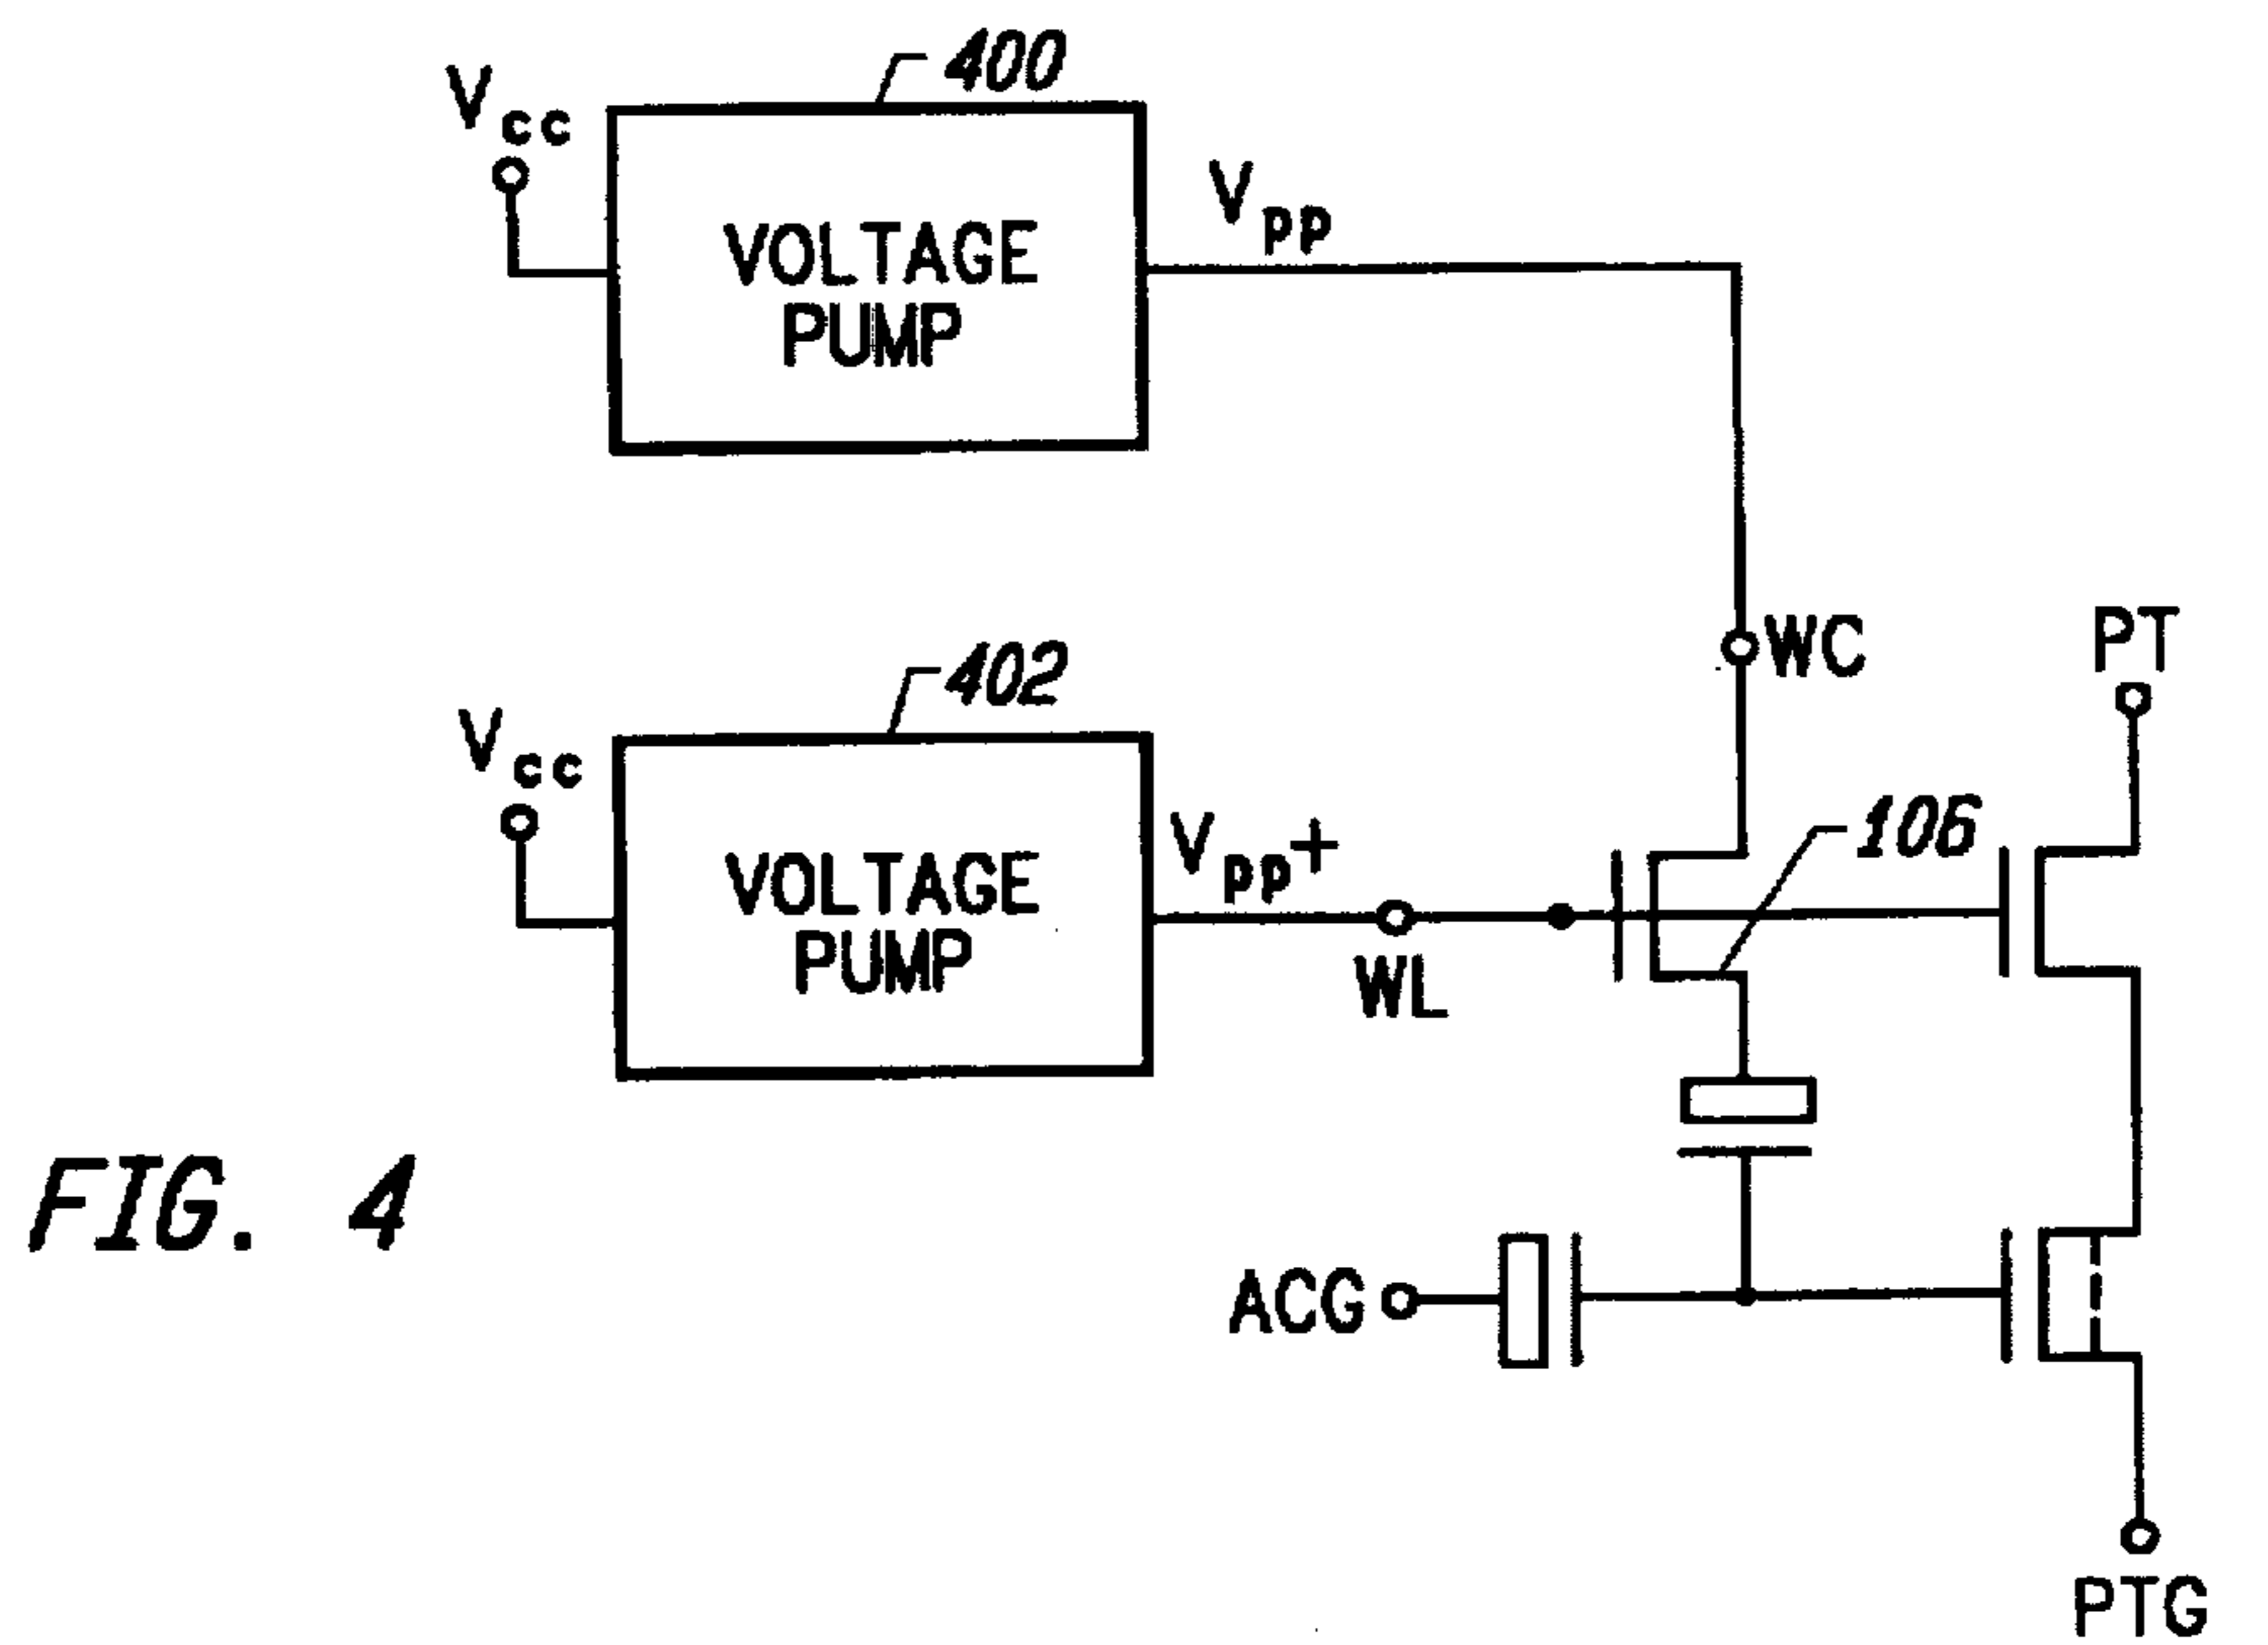 400
Vcc
Vpp
VOLTAGE
PUMP
WC
PT
402
Vcc
106
Vpp+
VOLTAGE
PUMP
WL
FIG. 4
ACG
PTG